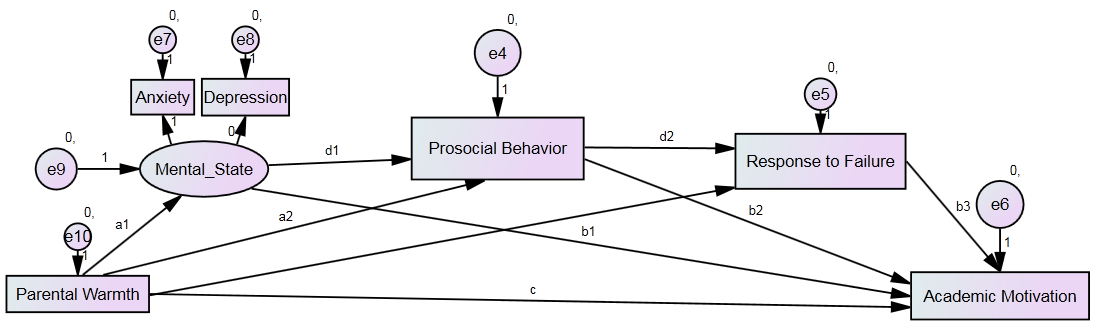 0,
e7
1
0,
e8
1
0,
e4
1
0,
e5
1
Anxiety
Depression
1
0
Prosocial Behavior
d2
Response to Failure
0,
e9
1
Mental_State
d1
0,
e6
1
0,
e10
1
a1
a2
b1
b2
b3
Parental Warmth
c
Academic Motivation